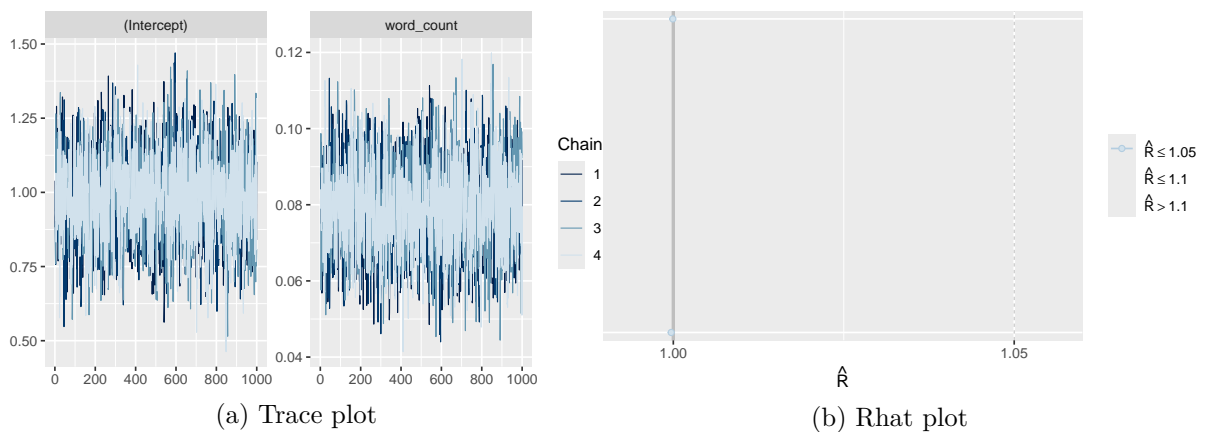 (Intercept)
word_count
1.50
1.25
1.00
0.75
0.50
0 200 400 600 800 1000
0.12
0.10
0.08
0.06
0.04
0 200 400 600 800 1000
Chain
1
2
3
4
(a) Trace plot
1.00 1.05
R̂
R̂ ≤ 1.05
R̂ ≤ 1.1
R̂ > 1.1
(b) Rhat plot